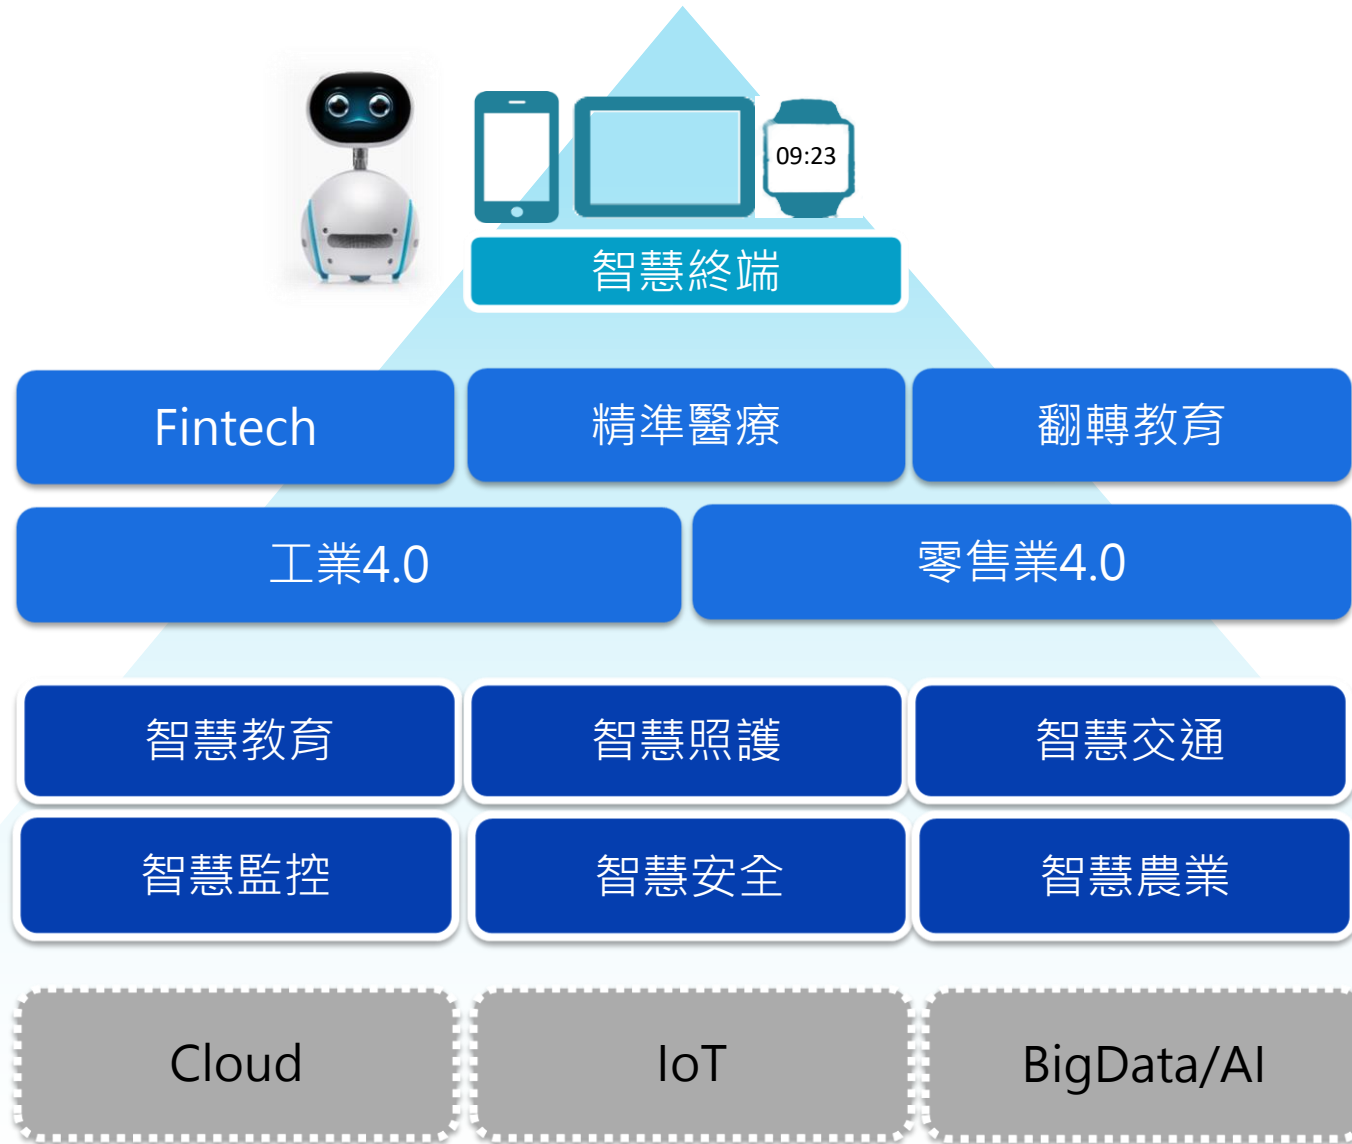 09:23
智慧終端
Fintech
精準醫療
翻轉教育
工業4.0
零售業4.0
智慧教育
智慧照護
智慧交通
智慧監控
智慧安全
智慧農業
Cloud
IoT
BigData/AI